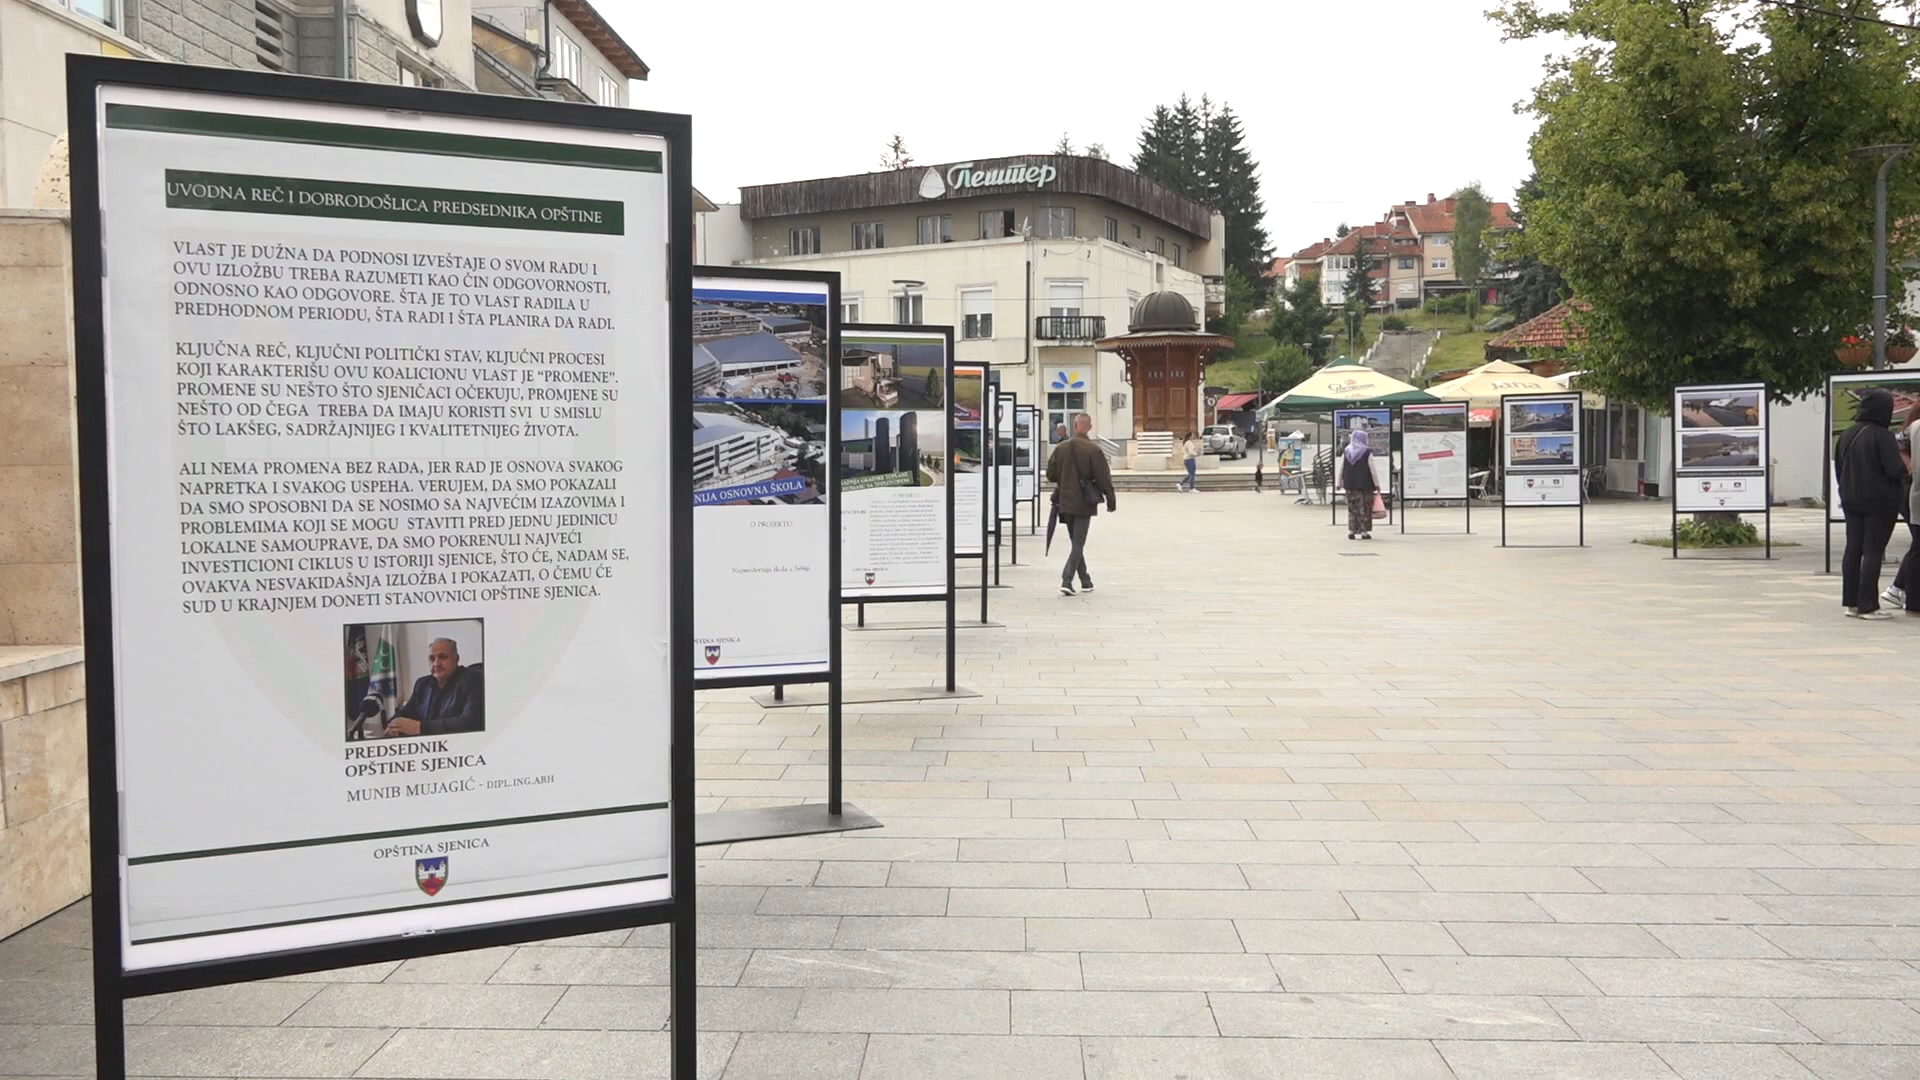 UVODNA REČ I DOBRODOŠLICA PREDSEDNIKA OPŠTINE
VLAST JE DUŽNA DA PODNOSI IZVEŠTAJE O SVOM RADU I
OVU IZLOŽBU TREBA RAZUMETI KAO ČIN ODGOVORNOSTI,
ODNOSNO KAO ODGOVORE. ŠTA JE TO VLAST RADILA U
PREDHODNOM PERIODU, ŠTA RADI I ŠTA PLANIRA DA RADI.
KLJUČNA REČ, KLJUČNI POLITIČKI STAV, KLJUČNI PROCESI
KOJI KARAKTERIŠU OVU KOALICIONU VLAST JE “PROMENE”.
PROMENE SU NEŠTO ŠTO SJENIČACI OČEKUJU, PROMJENE SU
NEŠTO OD ČEGA TREBA DA IMAJU KORISTI SVI U SMISLU
ŠTO LAKŠEG, SADRŽAJNIJEG I KVALITETNIJEG ŽIVOTA.
ALI NEMA PROMENA BEZ RADA, JER RAD JE OSNOVA SVAKOG
NAPRETKA I SVAKOG USPEHA. VERUJEM, DA SMO POKAZALI
DA SMO SPOSOBNI DA SE NOSIMO SA NAJVEĆIM IZAZOVIMA I
PROBLEMIMA KOJI SE MOGU STAVITI PRED JEDNU JEDINICU
LOKALNE SAMOUPRAVE, DA SMO POKRENULI NAJVEĆI
INVESTICIONI CIKLUS U ISTORIJI SJENICE, ŠTO ĆE, NADAM SE,
OVAKVA NESVAKIDAŠNJA IZLOŽBA I POKAZATI, O ČEMU ĆE
SUD U KRAJNJEM DONETI STANOVNICI OPŠTINE SJENICA.
PREDSEDNIK
OPŠTINE SJENICA
MUNIB MUJAGIĆ - DIPL.ING.ARH
OPŠTINA SJENICA
NIJA OSNOVNA ŠKOLA
O PROJEKTU:
Najmodernija škola u Srbiji
OPŠTINA SJENICA
Пештер
Jana